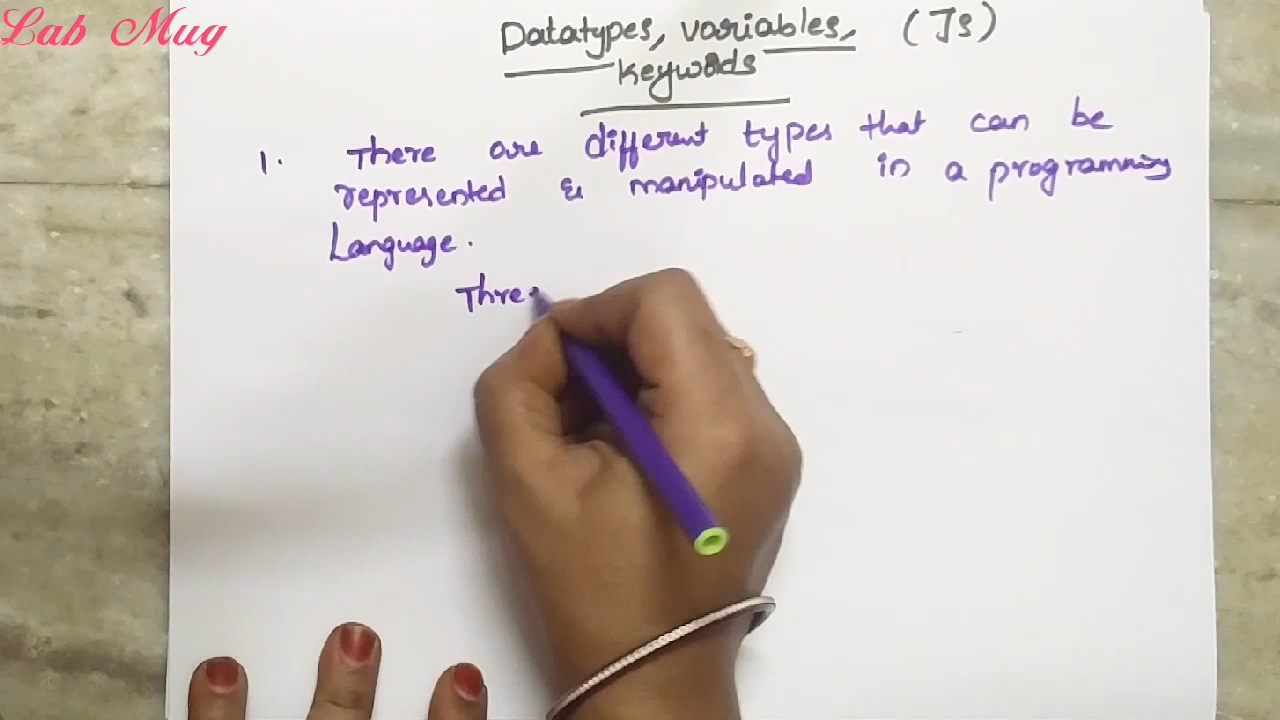 Lab Mug
Datatypes, variables, (Js)
keywords
1. There are different types that can be
represented & manipulated in a programming
Language.
Thre